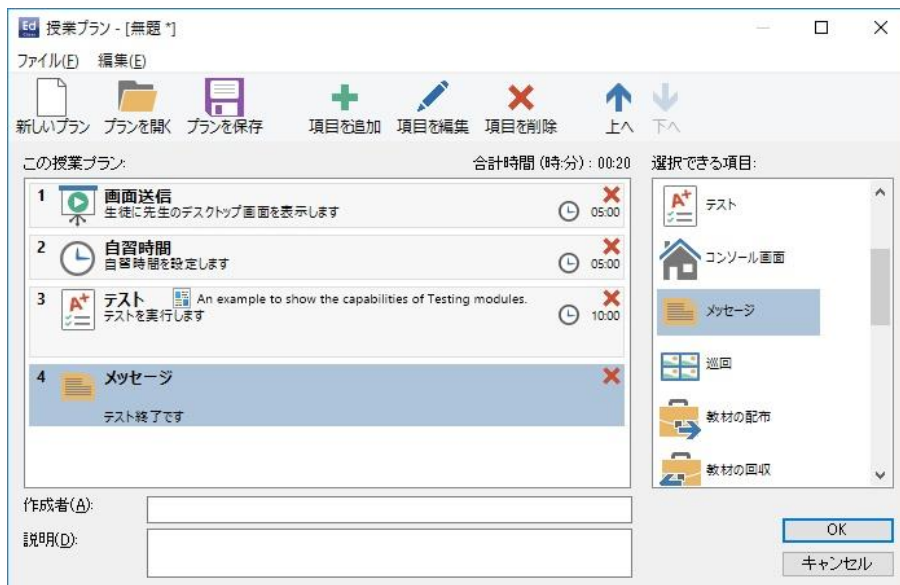 Ed
授業プラン - [無題 *]
ファイル(F) 編集(E)
新しいプラン プランを開く プランを保存 項目を追加 項目を編集 項目を削除 上へ 下へ
この授業プラン: 合計時間 (時:分) : 00:20 選択できる項目:
1 画面送信
生徒に先生のデスクトップ画面を表示します 05:00
2 自習時間
自習時間を設定します 05:00
3 テスト An example to show the capabilities of Testing modules.
テストを実行します 10:00
4 メッセージ
テスト終了です
A+ テスト
コンソール画面
メッセージ
巡回
教材の配布
教材の回収
作成者(A):
説明(D):
OK
キャンセル